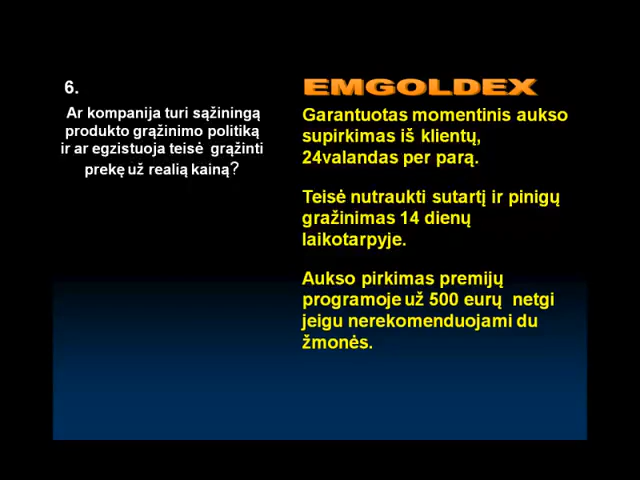 6.
Ar kompanija turi sąžiningą
produkto grąžinimo politiką
ir ar egzistuoja teisė grąžinti
prekę už realią kainą?
EMGOLDEX
Garantuotas momentinis aukso
supirkimas iš klientų,
24valandas per parą.
Teisė nutraukti sutartį ir pinigų
gražinimas 14 dienų
laikotarpyje.
Aukso pirkimas premijų
programoje už 500 eurų netgi
jeigu nerekomenduojami du
žmonės.